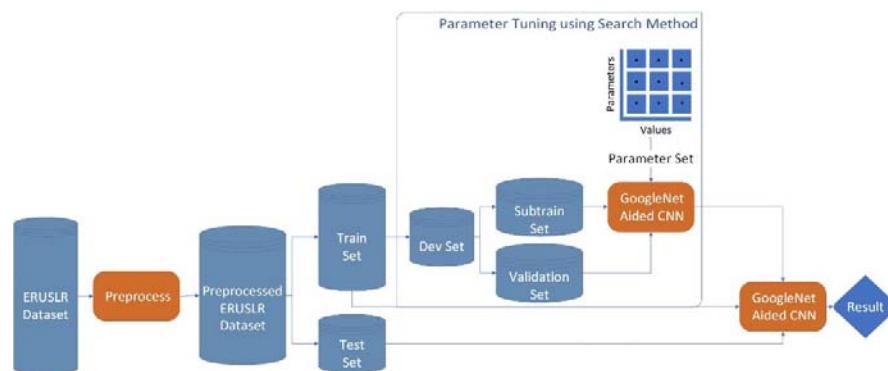 Parameter Tuning using Search Method
Parameters
Values
Parameter Set
GoogleNet
Aided CNN
Subtrain
Set
Train
Set
Dev Set
Validation
Set
ERUSLR
Dataset
Preprocess
Preprocessed
ERUSLR
Dataset
GoogleNet
Aided CNN
Result
Test
Set